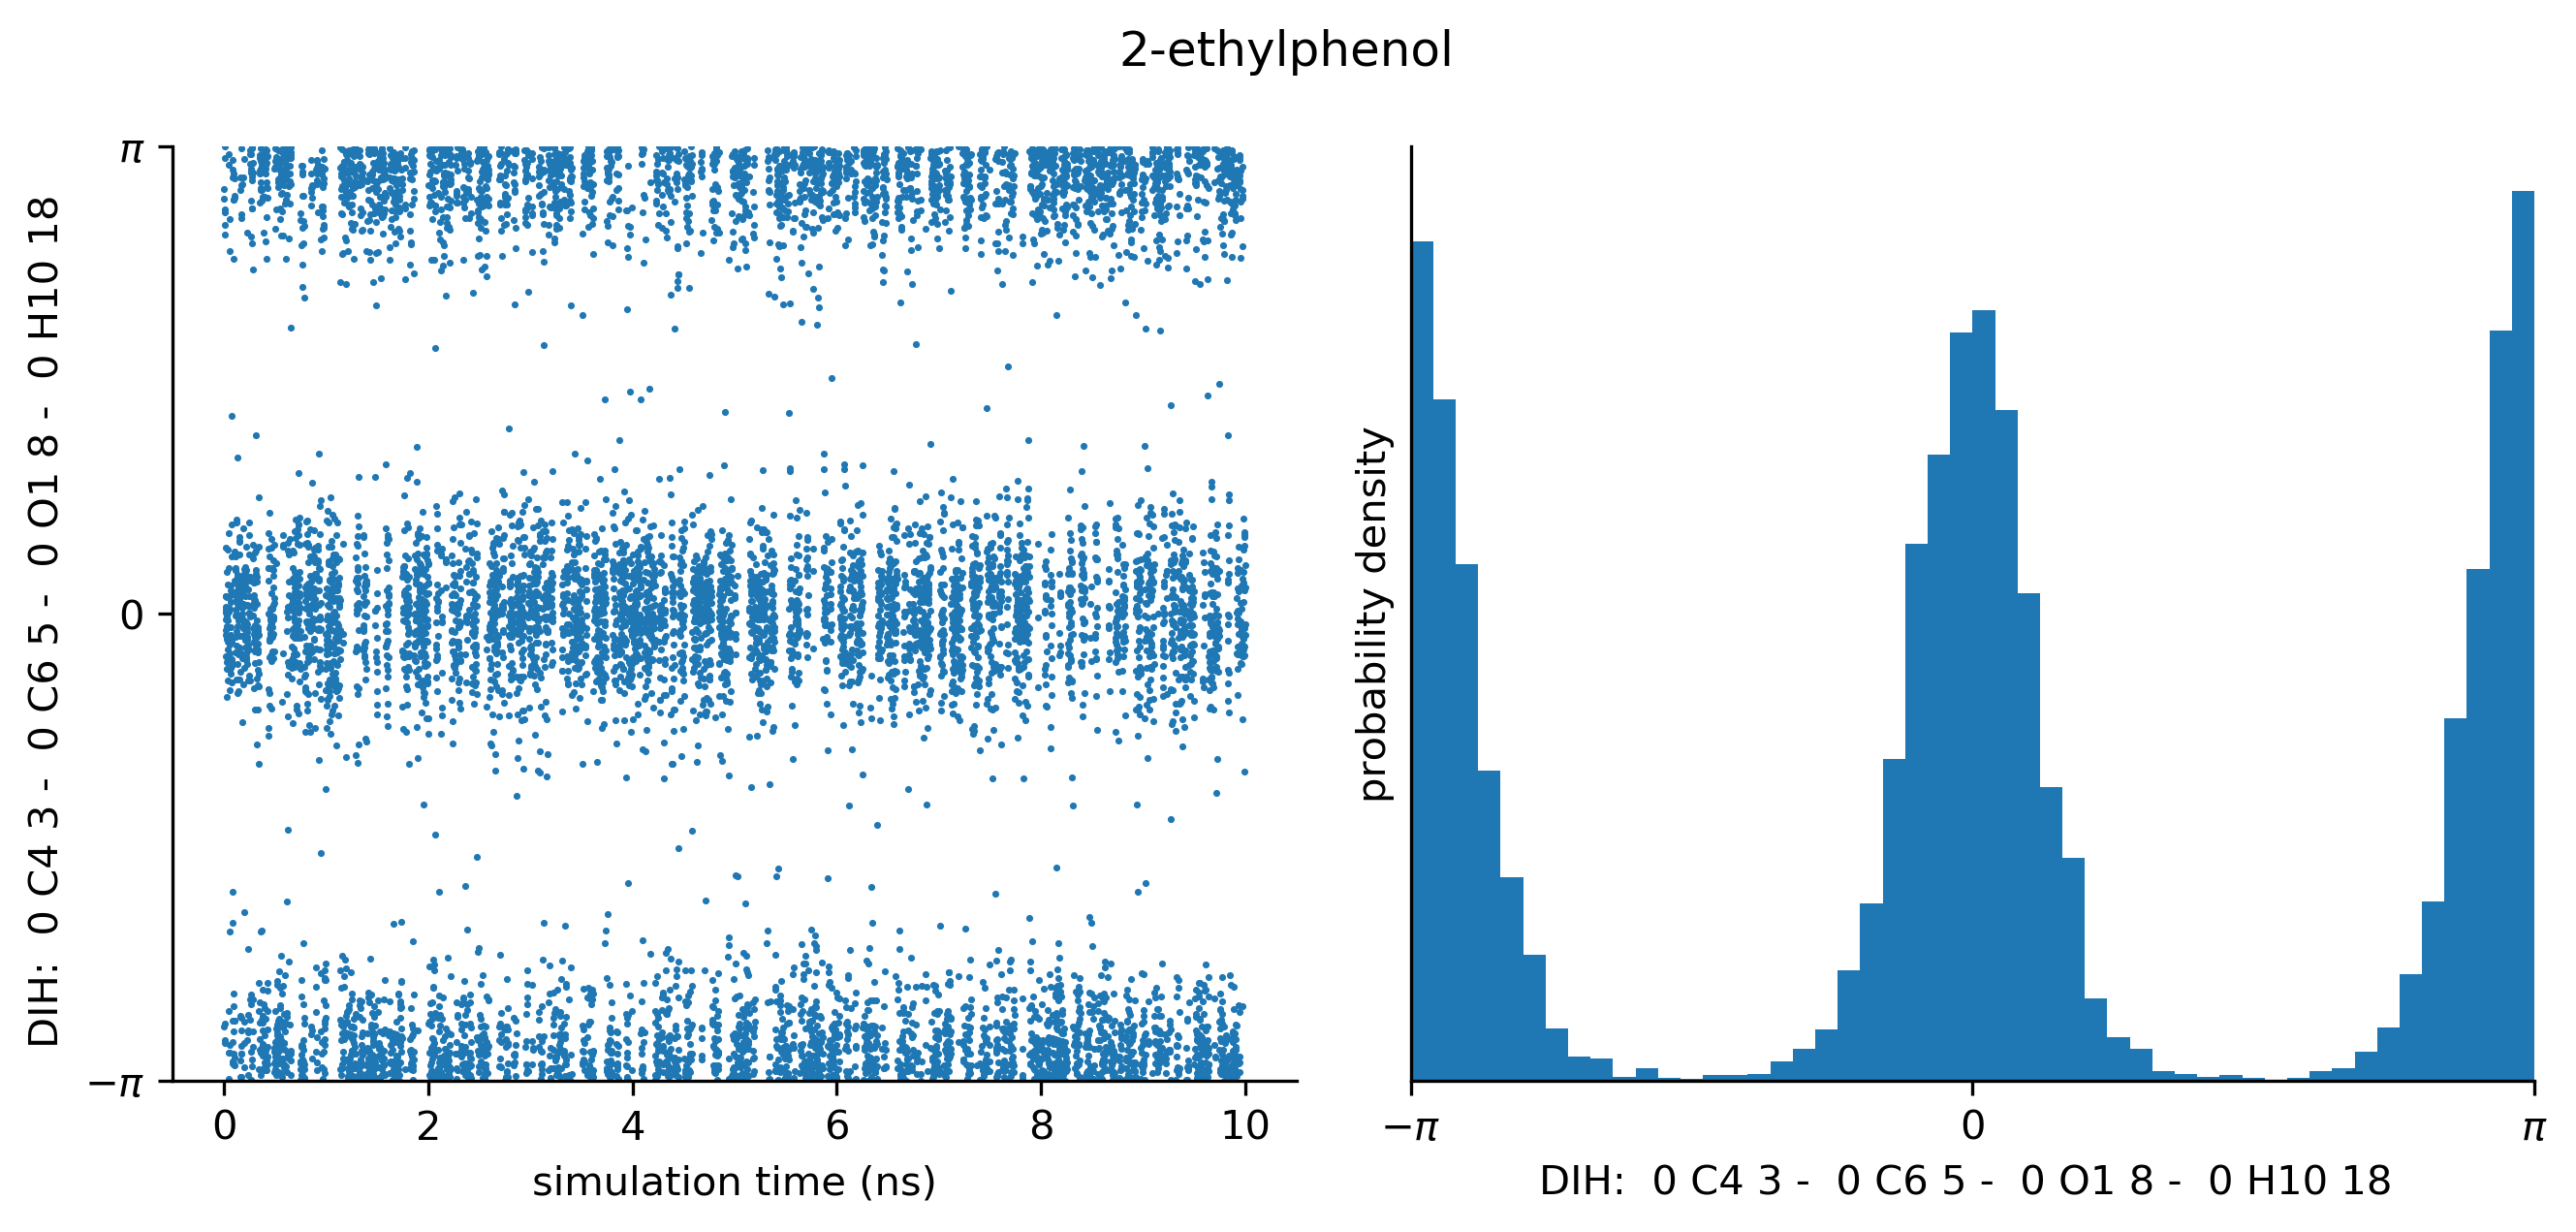 2-ethylphenol
DIH:  0 C4 3 -  0 C6 5 -  0 O1 8 -  0 H10 18
π
0
−π
0 2 4 6 8 10
simulation time (ns)
probability density
−π 0 π
DIH:  0 C4 3 -  0 C6 5 -  0 O1 8 -  0 H10 18